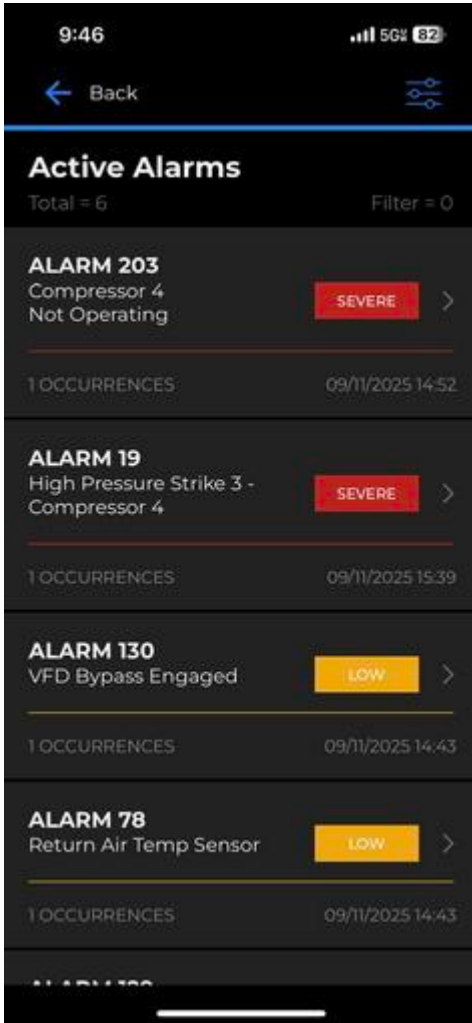 9:46
5G 82
Back
Active Alarms
Total = 6
Filter = 0
ALARM 203
Compressor 4
Not Operating
SEVERE
1 OCCURRENCES
09/11/2025 14:52
ALARM 19
High Pressure Strike 3 -
Compressor 4
SEVERE
1 OCCURRENCES
09/11/2025 15:39
ALARM 130
VFD Bypass Engaged
LOW
1 OCCURRENCES
09/11/2025 14:43
ALARM 78
Return Air Temp Sensor
LOW
1 OCCURRENCES
09/11/2025 14:43
ALARM